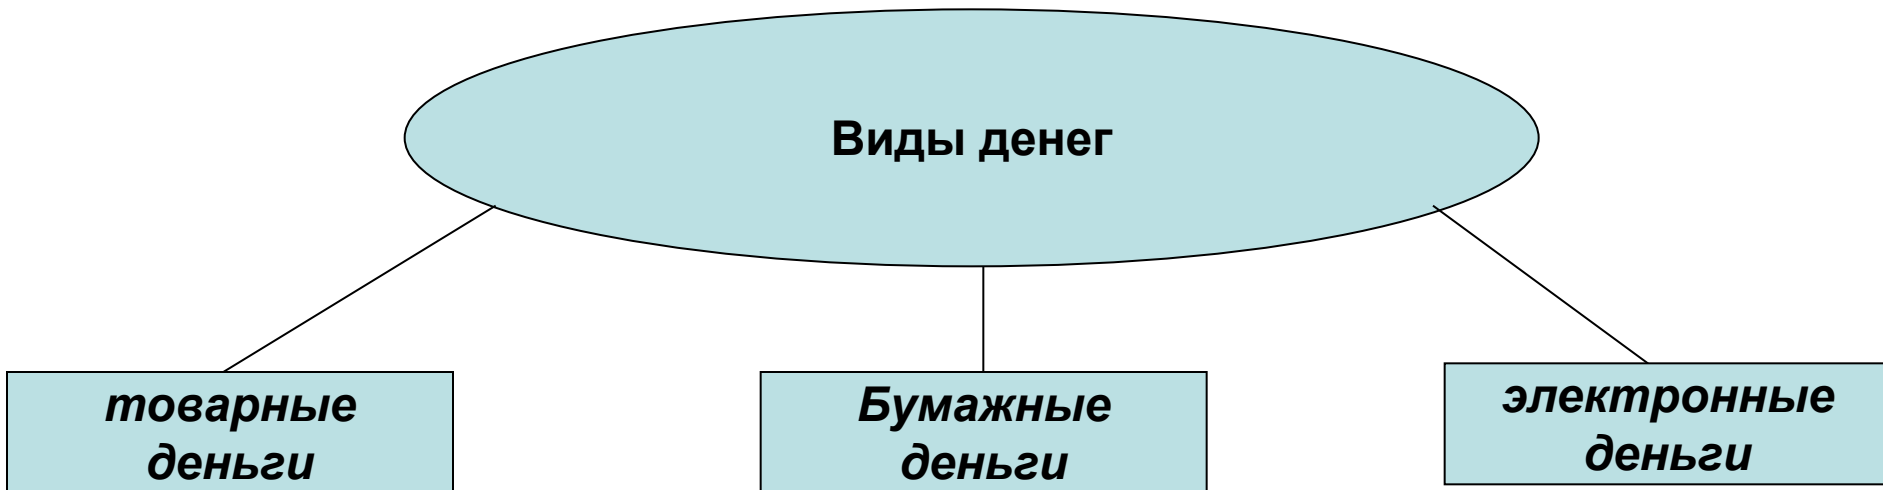 Виды денег
товарные
деньги
Бумажные
деньги
электронные
деньги